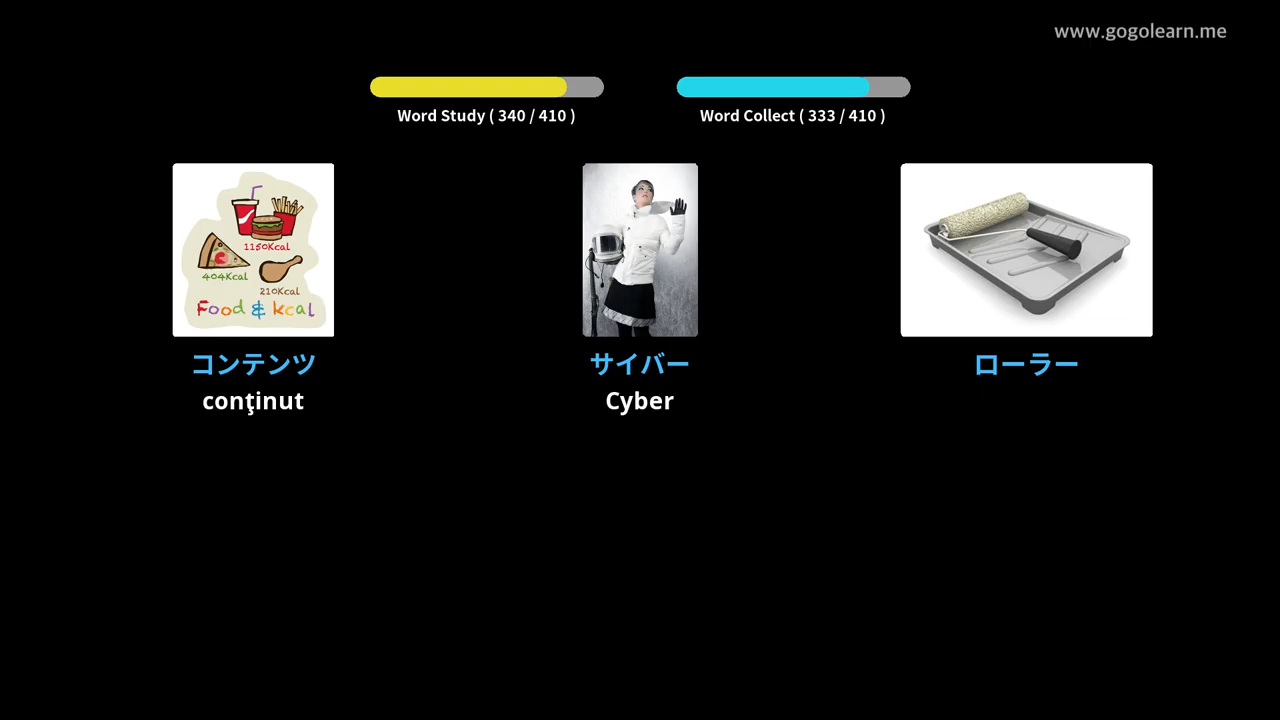 www.gogolearn.me
Word Study ( 340 / 410 )
Word Collect ( 333 / 410 )
1150Kcal
404Kcal
210Kcal
Food & kcal
コンテンツ
サイバー
ローラー
conţinut
Cyber